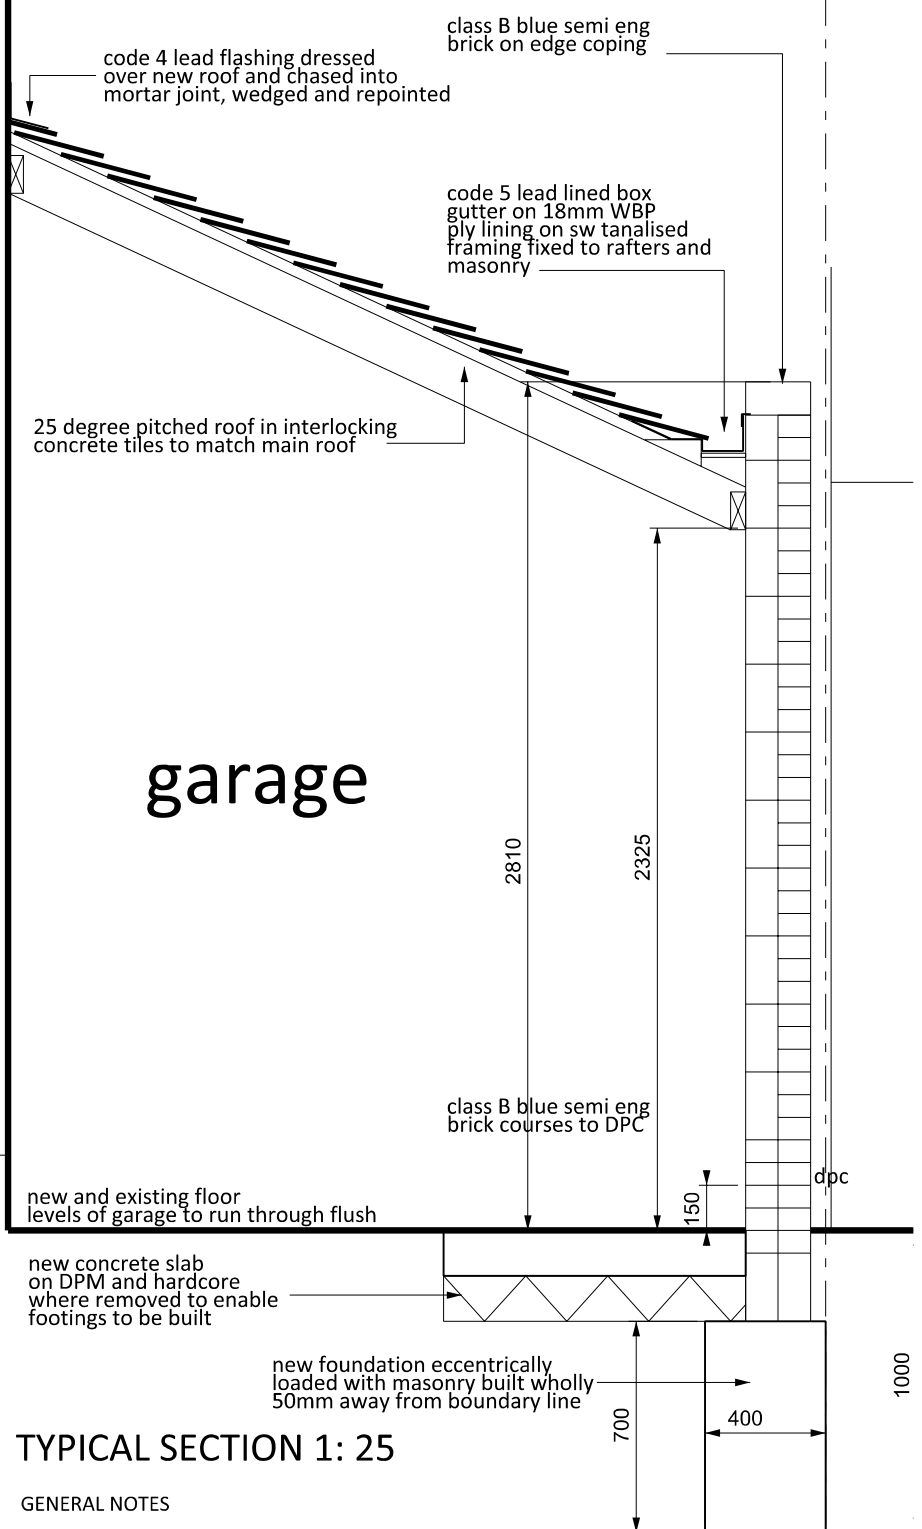 class B blue semi eng
brick on edge coping
code 4 lead flashing dressed
over new roof and chased into
mortar joint, wedged and repointed
code 5 lead lined box
gutter on 18mm WBP
ply lining on sw tanalised
framing fixed to rafters and
masonry
25 degree pitched roof in interlocking
concrete tiles to match main roof
garage
2810
2325
class B blue semi eng
brick courses to DPC
dpc
150
new and existing floor
levels of garage to run through flush
new concrete slab
on DPM and hardcore
where removed to enable
footings to be built
new foundation eccentrically
loaded with masonry built wholly
50mm away from boundary line
700
400
1000
TYPICAL SECTION 1: 25
GENERAL NOTES